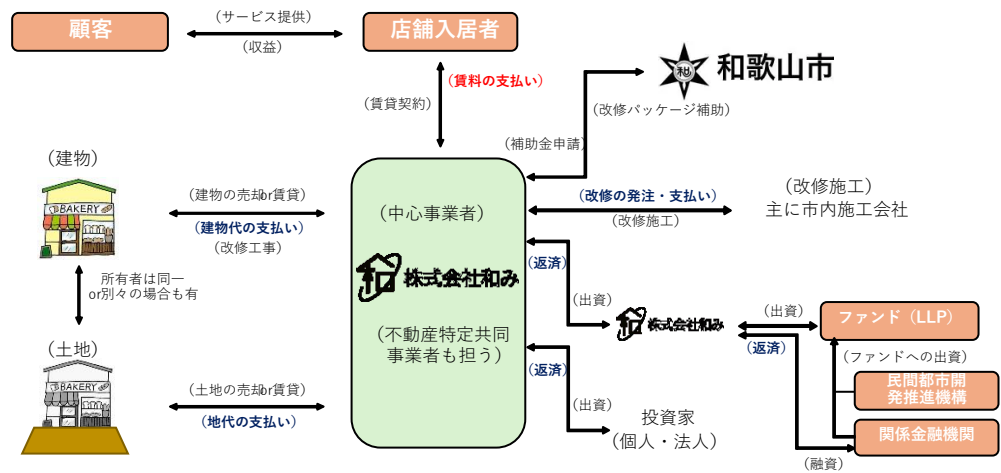 顧客
（サービス提供）
（収益）
店舗入居者
（賃料の支払い）
（賃貸契約）
和
和歌山市
（改修パッケージ補助）
（補助金申請）
（建物）
BAKERY
（建物の売却or賃貸）
（建物代の支払い）
（改修工事）
（中心事業者）
株式会社和み
（不動産特定共同
事業者も担う）
（改修の発注・支払い）
（改修施工）
（改修施工）
主に市内施工会社
所有者は同一
or別々の場合も有
（返済）
（出資）
株式会社和み
（出資）
（返済）
ファンド（LLP）
（ファンドへの出資）
民間都市開
発推進機構
関係金融機関
（融資）
（土地）
BAKERY
（土地の売却or賃貸）
（地代の支払い）
（返済）
（出資）
投資家
（個人・法人）